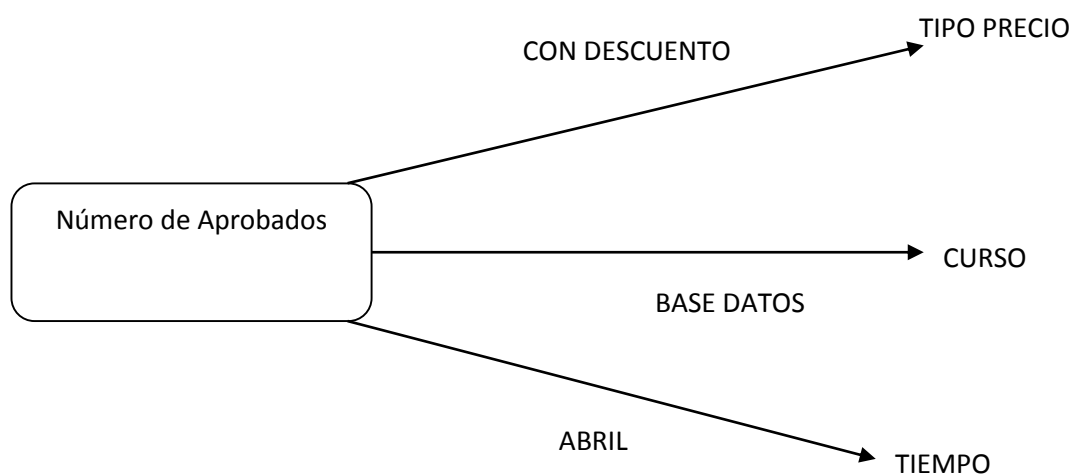 TIPO PRECIO
CON DESCUENTO
Número de Aprobados
CURSO
BASE DATOS
ABRIL
TIEMPO